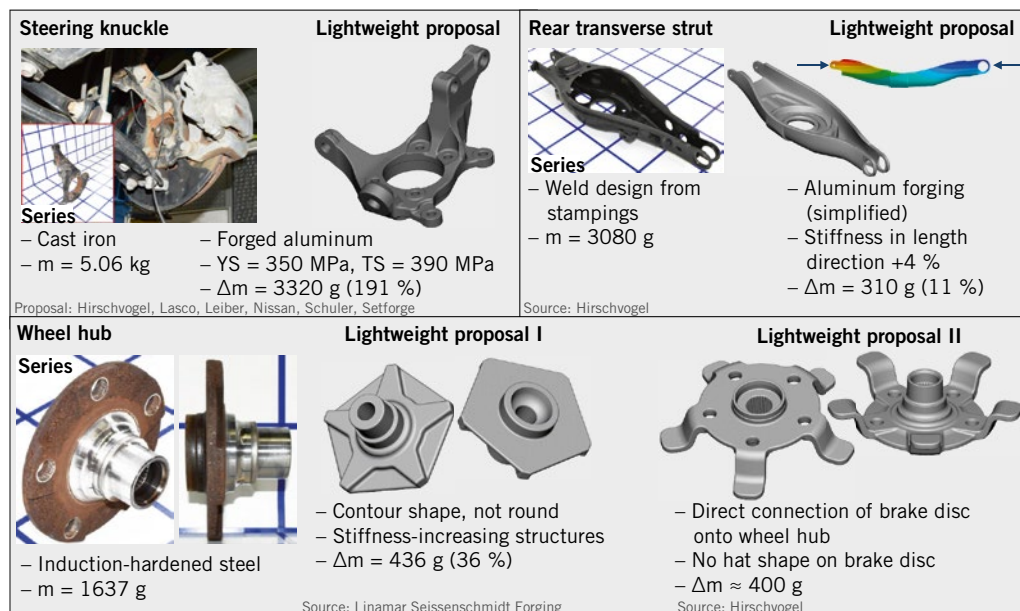 Steering knuckle
Lightweight proposal
Series
– Cast iron
– m = 5.06 kg
– Forged aluminum
– YS = 350 MPa, TS = 390 MPa
– Δm = 3320 g (191 %)
Proposal: Hirschvogel, Lasco, Leiber, Nissan, Schuler, Setforge
Rear transverse strut
Lightweight proposal
Series
– Weld design from
stampings
– m = 3080 g
– Aluminum forging
(simplified)
– Stiffness in length
direction +4 %
– Δm = 310 g (11 %)
Source: Hirschvogel
Wheel hub
Series
– Induction-hardened steel
– m = 1637 g
Lightweight proposal I
– Contour shape, not round
– Stiffness-increasing structures
– Δm = 436 g (36 %)
Source: Linamar Seissenschmidt Forging
Lightweight proposal II
– Direct connection of brake disc
onto wheel hub
– No hat shape on brake disc
– Δm ≈ 400 g
Source: Hirschvogel